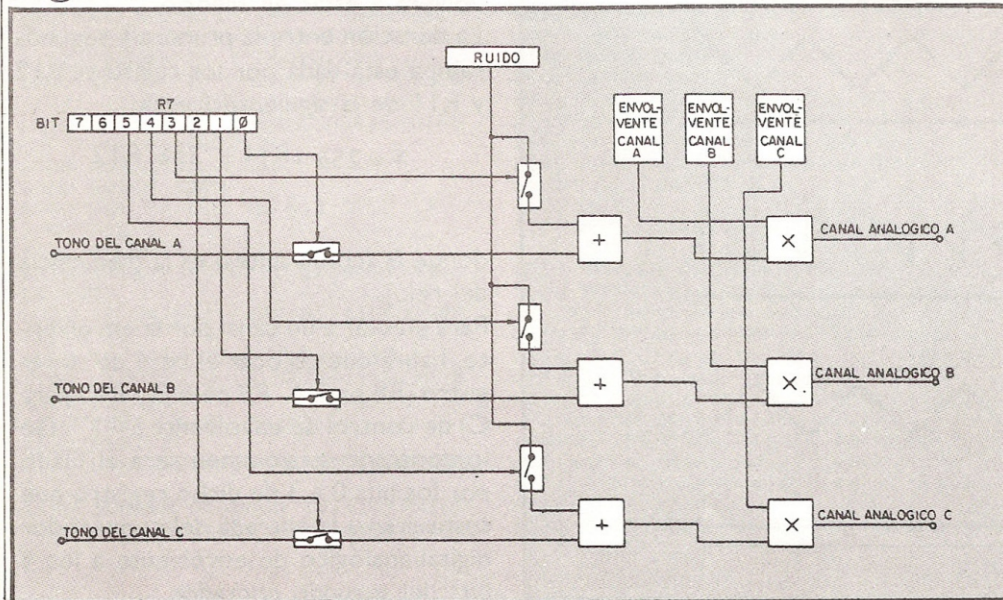 RUIDO
R7
BIT 7 6 5 4 3 2 1 Ø
ENVOL-
VENTE
CANAL
A
ENVOL-
VENTE
CANAL
B
ENVOL-
VENTE
CANAL
C
TONO DEL CANAL A
+
×
CANAL ANALOGICO A
TONO DEL CANAL B
+
×
CANAL ANALOGICO B
TONO DEL CANAL C
+
×
CANAL ANALOGICO C